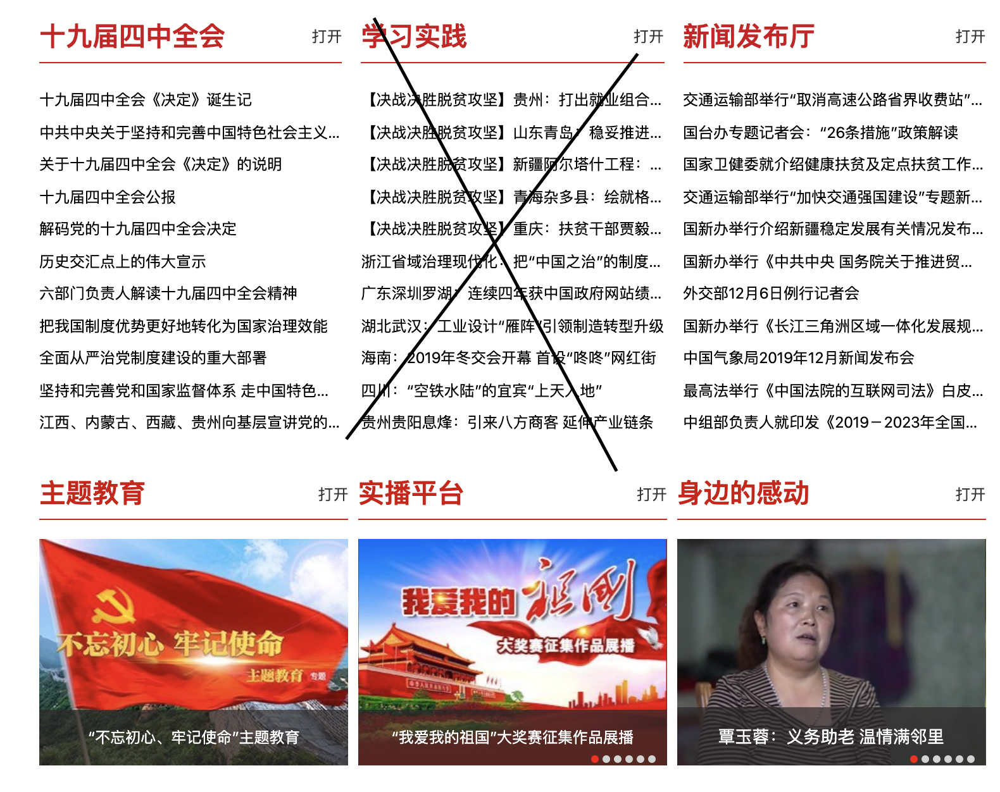 十九届四中全会 打开
十九届四中全会《决定》诞生记
中共中央关于坚持和完善中国特色社会主义...
关于十九届四中全会《决定》的说明
十九届四中全会公报
解码党的十九届四中全会决定
历史交汇点上的伟大宣示
六部门负责人解读十九届四中全会精神
把我国制度优势更好地转化为国家治理效能
全面从严治党制度建设的重大部署
坚持和完善党和国家监督体系 走中国特色...
江西、内蒙古、西藏、贵州向基层宣讲党的...
学习实践 打开
【决战决胜脱贫攻坚】贵州：打出就业组合...
【决战决胜脱贫攻坚】山东青岛：稳妥推进...
【决战决胜脱贫攻坚】新疆阿尔塔什工程：...
【决战决胜脱贫攻坚】青海杂多县：绘就格...
【决战决胜脱贫攻坚】重庆：扶贫干部贾毅...
浙江省域治理现代化：把“中国之治”的制度...
广东深圳罗湖：连续四年获中国政府网站绩...
湖北武汉：工业设计“雁阵”引领制造转型升级
海南：2019年冬交会开幕 首设“咚咚”网红街
四川：“空铁水陆”的宜宾“上天入地”
贵州贵阳息烽：引来八方商客 延伸产业链条
新闻发布厅 打开
交通运输部举行“取消高速公路省界收费站”...
国台办专题记者会：“26条措施”政策解读
国家卫健委就介绍健康扶贫及定点扶贫工作...
交通运输部举行“加快交通强国建设”专题新...
国新办举行介绍新疆稳定发展有关情况发布...
国新办举行《中共中央 国务院关于推进贸...
外交部12月6日例行记者会
国新办举行《长江三角洲区域一体化发展规...
中国气象局2019年12月新闻发布会
最高法举行《中国法院的互联网司法》白皮...
中组部负责人就印发《2019－2023年全国...
主题教育 打开
不忘初心 牢记使命
主题教育 专题
“不忘初心、牢记使命”主题教育
实播平台 打开
我爱我的祖国
大奖赛征集作品展播
“我爱我的祖国”大奖赛征集作品展播
身边的感动 打开
覃玉蓉：义务助老 温情满邻里